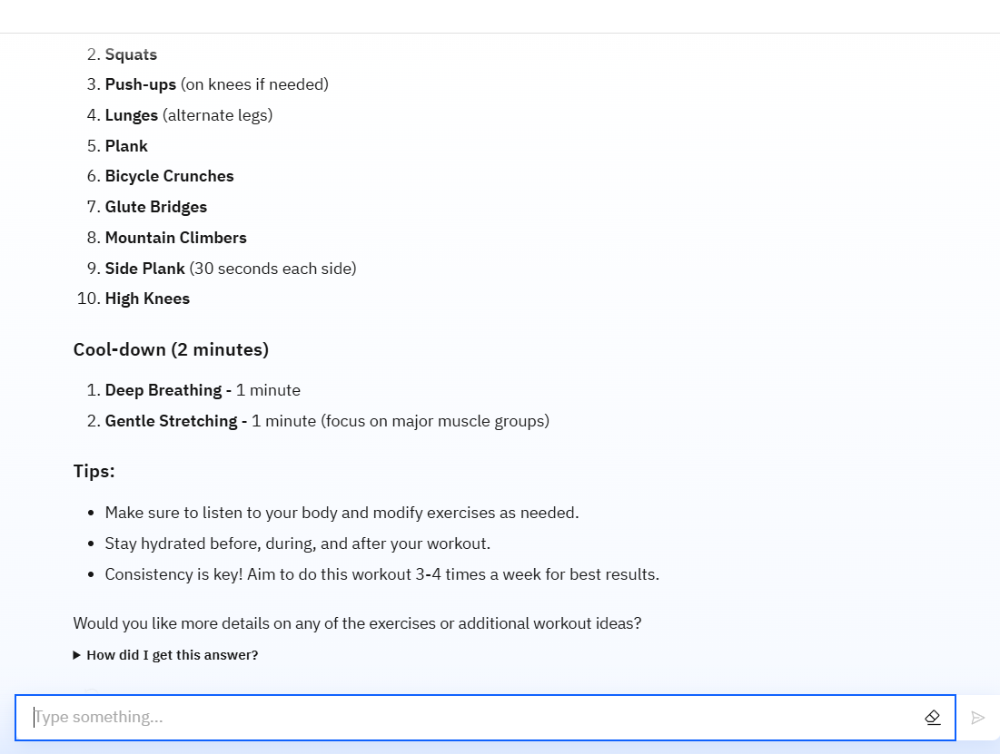 2. Squats
3. Push-ups (on knees if needed)
4. Lunges (alternate legs)
5. Plank
6. Bicycle Crunches
7. Glute Bridges
8. Mountain Climbers
9. Side Plank (30 seconds each side)
10. High Knees
Cool-down (2 minutes)
1. Deep Breathing - 1 minute
2. Gentle Stretching - 1 minute (focus on major muscle groups)
Tips:
• Make sure to listen to your body and modify exercises as needed.
• Stay hydrated before, during, and after your workout.
• Consistency is key! Aim to do this workout 3-4 times a week for best results.
Would you like more details on any of the exercises or additional workout ideas?
How did I get this answer?
Type something...